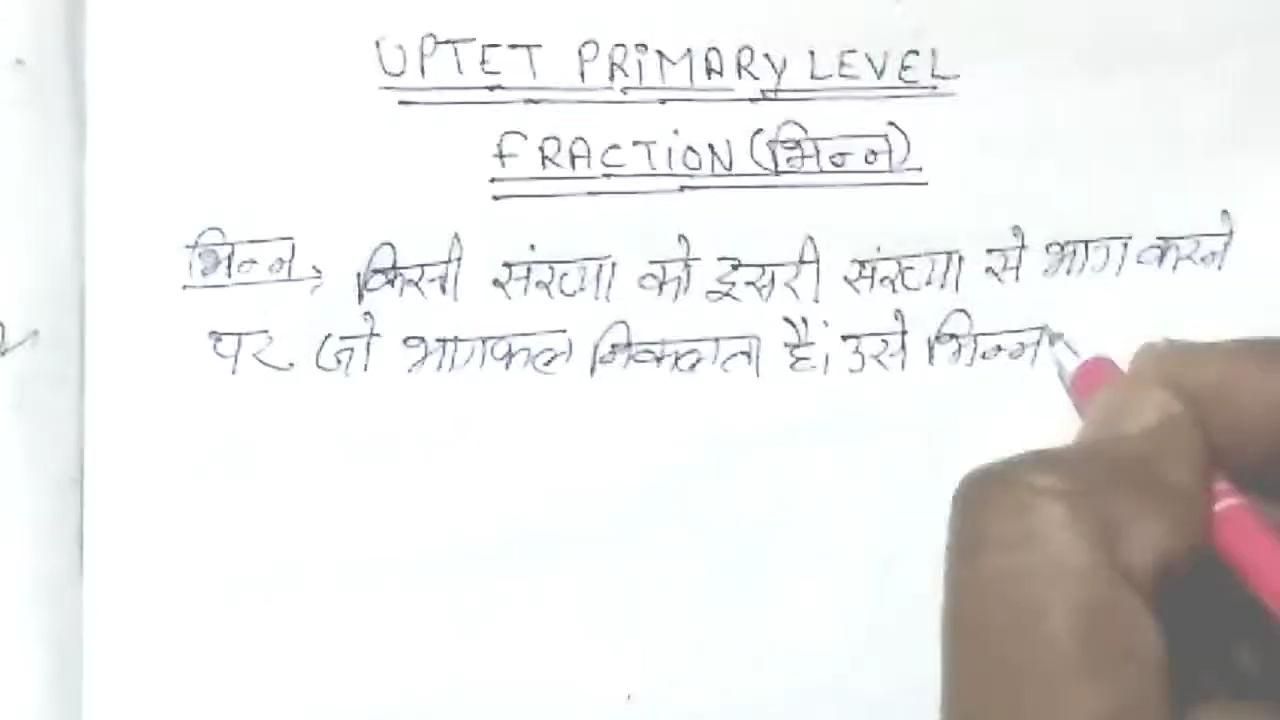 UPTET PRIMARY LEVEL
FRACTION (भिन्न)
भिन्न, किसी संख्या को दूसरी संख्या से भाग करने
पर जो भागफल निकलता है, उसे भिन्न